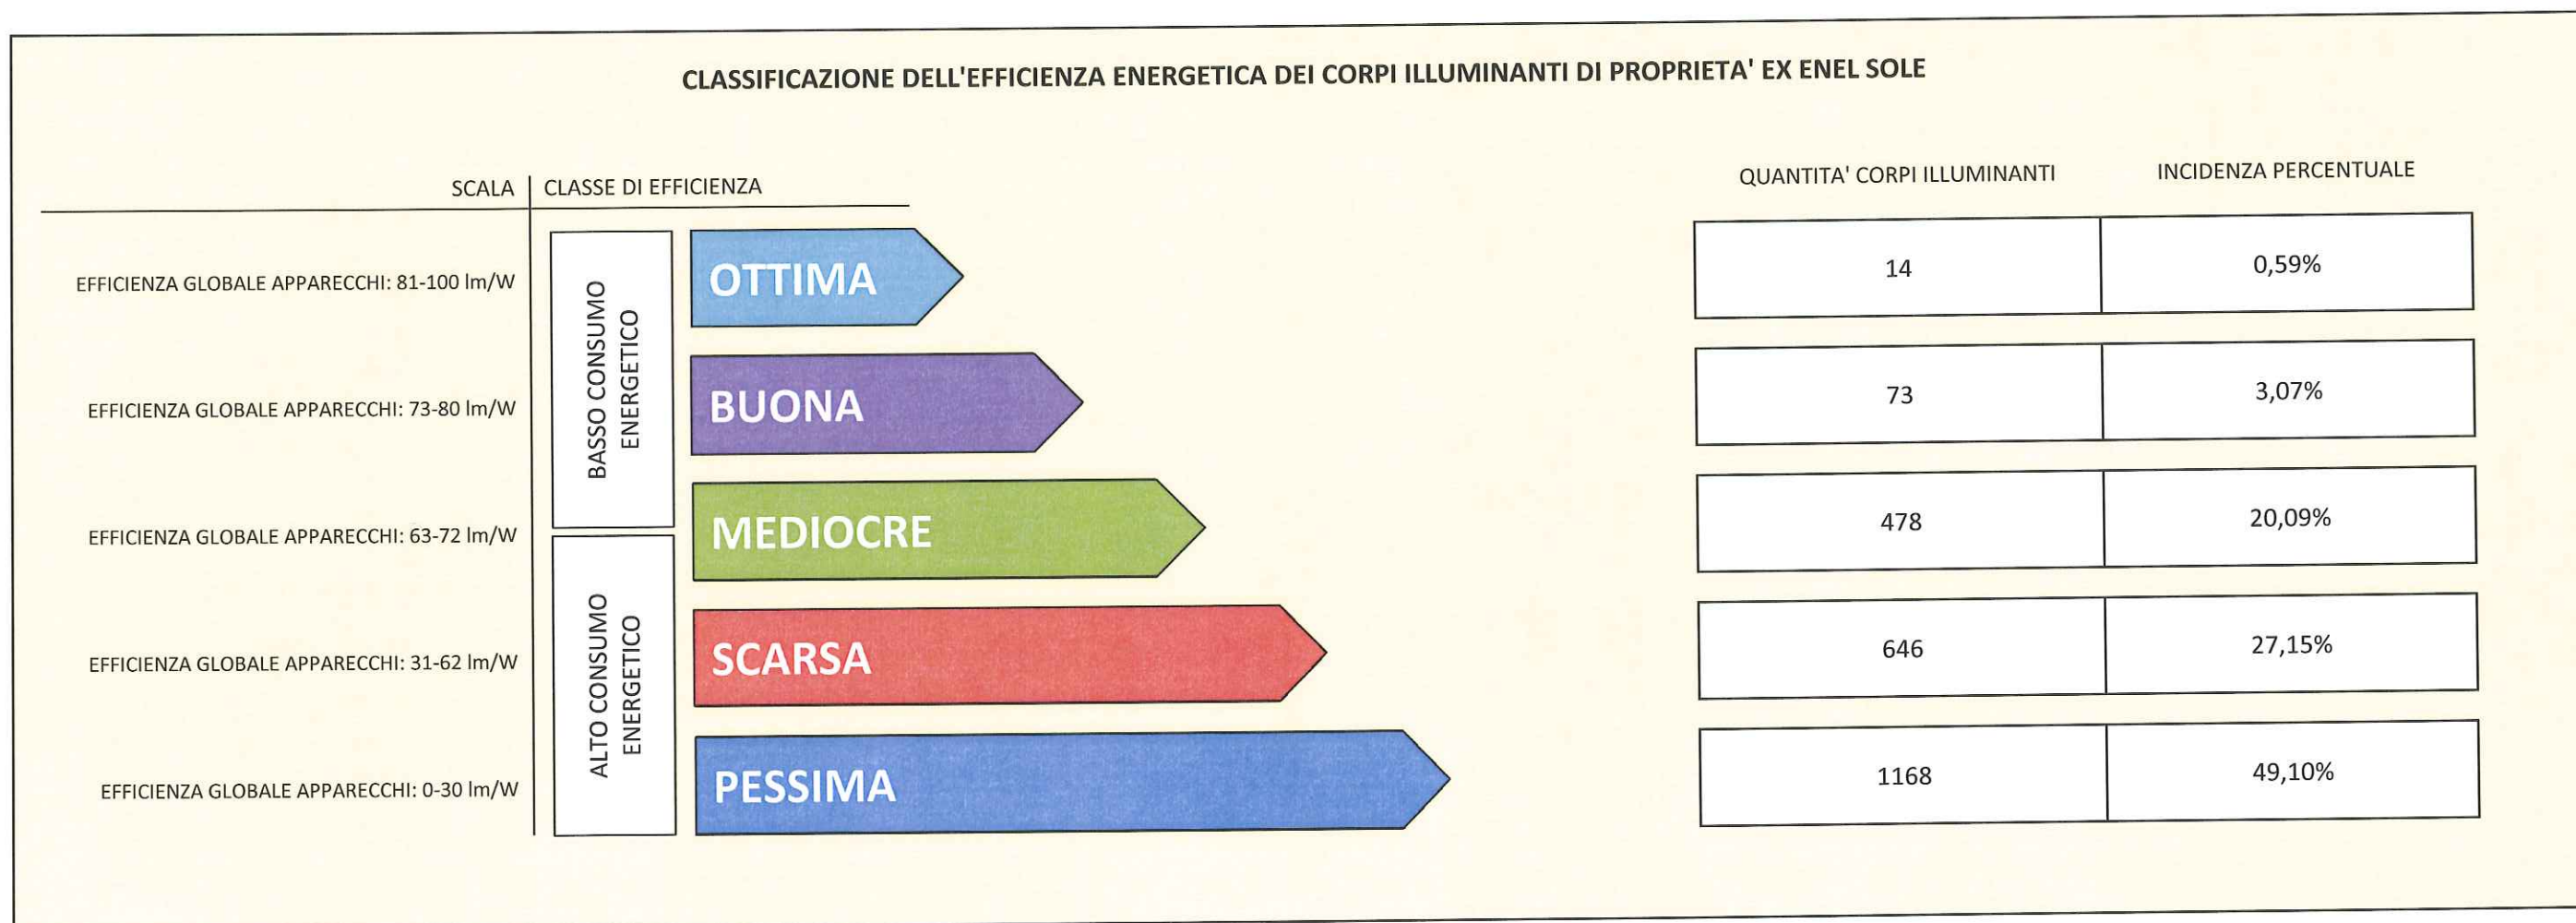 CLASSIFICAZIONE DELL'EFFICIENZA ENERGETICA DEI CORPI ILLUMINANTI DI PROPRIETA' EX ENEL SOLE
SCALA
CLASSE DI EFFICIENZA
QUANTITA' CORPI ILLUMINANTI
INCIDENZA PERCENTUALE
BASSO CONSUMO
ENERGETICO
EFFICIENZA GLOBALE APPARECCHI: 81-100 lm/W
OTTIMA
14
0,59%
EFFICIENZA GLOBALE APPARECCHI: 73-80 lm/W
BUONA
73
3,07%
EFFICIENZA GLOBALE APPARECCHI: 63-72 lm/W
MEDIOCRE
478
20,09%
ALTO CONSUMO
ENERGETICO
EFFICIENZA GLOBALE APPARECCHI: 31-62 lm/W
SCARSA
646
27,15%
EFFICIENZA GLOBALE APPARECCHI: 0-30 lm/W
PESSIMA
1168
49,10%